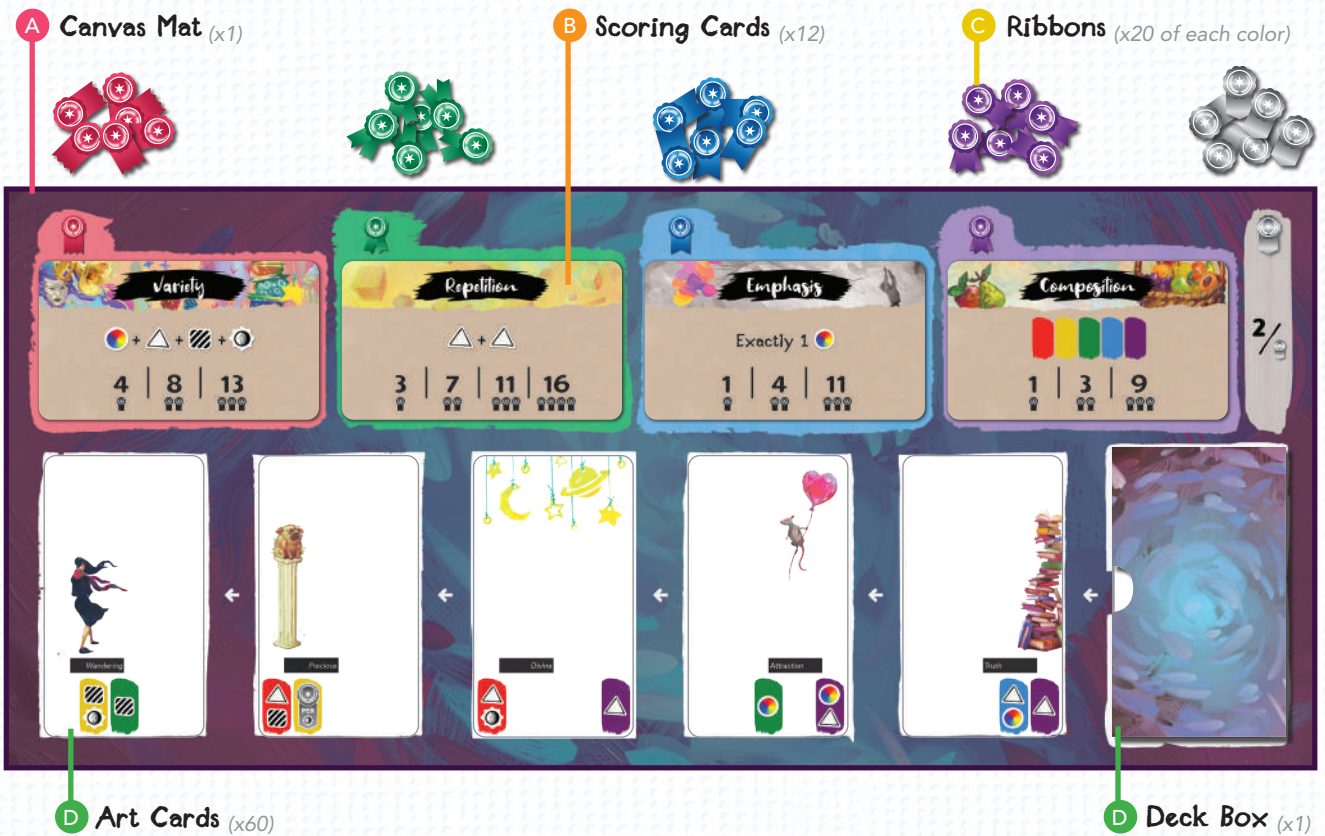 A Canvas Mat (x1)
B Scoring Cards (x12)
C Ribbons (x20 of each color)
Variety
Repetition
Emphasis
Composition
+ + +
+
Exactly 1
2/
4 | 8 | 13
3 | 7 | 11 | 16
1 | 4 | 11
1 | 3 | 9
Wandering
Precious
Divine
Attraction
Truth
PER
D Art Cards (x60)
D Deck Box (x1)